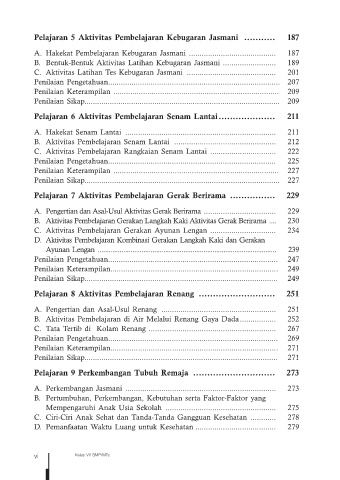 Pelajaran 5 Aktivitas Pembelajaran Kebugaran Jasmani ........... 187
A. Hakekat Pembelajaran Kebugaran Jasmani ......................................... 187
B. Bentuk-Bentuk Aktivitas Latihan Kebugaran Jasmani ......................... 189
C. Aktivitas Latihan Tes Kebugaran Jasmani .......................................... 201
Penilaian Pengetahuan................................................................................ 207
Penilaian Keterampilan .............................................................................. 209
Penilaian Sikap............................................................................................ 209
Pelajaran 6 Aktivitas Pembelajaran Senam Lantai.................... 211
A. Hakekat Senam Lantai ....................................................................... 211
B. Aktivitas Pembelajaran Senam Lantai ................................................ 212
C. Aktivitas Pembelajaran Rangkaian Senam Lantai ............................... 222
Penilaian Pengetahuan............................................................................... 225
Penilaian Keterampilan .............................................................................. 227
Penilaian Sikap............................................................................................ 227
Pelajaran 7 Aktivitas Pembelajaran Gerak Berirama ................ 229
A. Pengertian dan Asal-Usul Aktivitas Gerak Berirama .................................. 229
B. Aktivitas Pembelajaran Gerakan Langkah Kaki Aktivitas Gerak Berirama ... 230
C. Aktivitas Pembelajaran Gerakan Ayunan Lengan ............................... 234
D. Aktivitas Pembelajaran Kombinasi Gerakan Langkah Kaki dan Gerakan
Ayunan Lengan .................................................................................... 239
Penilaian Pengetahuan................................................................................ 247
Penilaian Keterampilan............................................................................... 249
Penilaian Sikap............................................................................................ 249
Pelajaran 8 Aktivitas Pembelajaran Renang ........................... 251
A. Pengertian dan Asal-Usul Renang ...................................................... 251
B. Aktivitas Pembelajaran di Air Melalui Renang Gaya Dada................. 252
C. Tata Tertib di Kolam Renang ............................................................ 267
Penilaian Pengetahuan................................................................................ 269
Penilaian Keterampilan............................................................................... 271
Penilaian Sikap............................................................................................ 271
Pelajaran 9 Perkembangan Tubuh Remaja ............................. 273
A. Perkembangan Jasmani ....................................................................... 273
B. Pertumbuhan, Perkembangan, Kebutuhan serta Faktor-Faktor yang
Mempengaruhi Anak Usia Sekolah ..................................................... 275
C. Ciri-Ciri Anak Sehat dan Tanda-Tanda Gangguan Kesehatan ............ 278
D. Pemanfaatan Waktu Luang untuk Kesehatan ...................................... 279
vi Kelas VII SMP/MTs